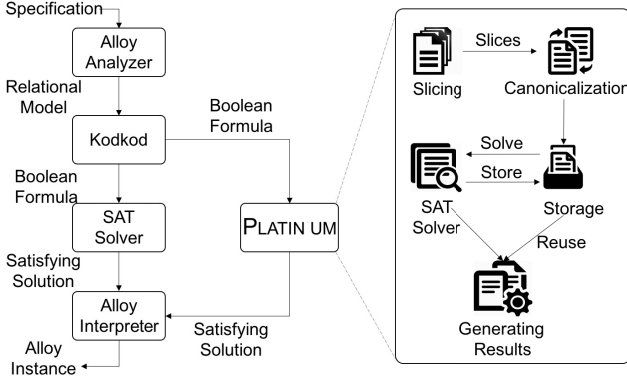 Specification
Alloy
Analyzer
Relational
Model
Boolean
Formula
Kodkod
Boolean
Formula
SAT
Solver
PLATIN UM
Satisfying
Solution
Alloy
Interpreter
Satisfying
Solution
Alloy
Instance
Slices
Slicing
Canonicalization
Solve
Store
SAT
Solver
Storage
Reuse
Generating
Results